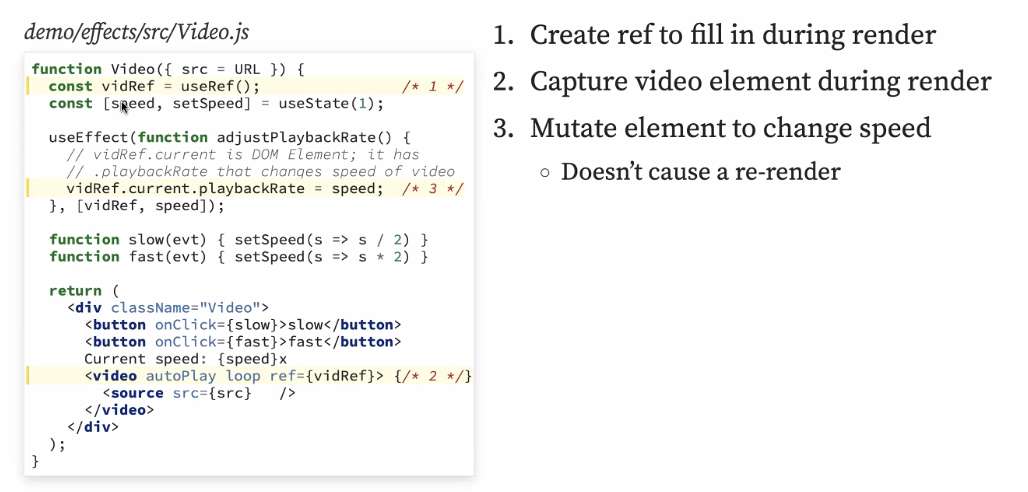 demo/effects/src/Video.js
function Video({ src = URL }) {
  const vidRef = useRef();                /* 1 */
  const [speed, setSpeed] = useState(1);

  useEffect(function adjustPlaybackRate() {
    // vidRef.current is DOM Element; it has
    // .playbackRate that changes speed of video
    vidRef.current.playbackRate = speed;  /* 3 */
  }, [vidRef, speed]);

  function slow(evt) { setSpeed(s => s / 2) }
  function fast(evt) { setSpeed(s => s * 2) }

  return (
    <div className="Video">
      <button onClick={slow}>slow</button>
      <button onClick={fast}>fast</button>
      Current speed: {speed}x
      <video autoPlay loop ref={vidRef}> {/* 2 */}
        <source src={src}   />
      </video>
    </div>
  );
}
1. Create ref to fill in during render
2. Capture video element during render
3. Mutate element to change speed
○ Doesn’t cause a re-render